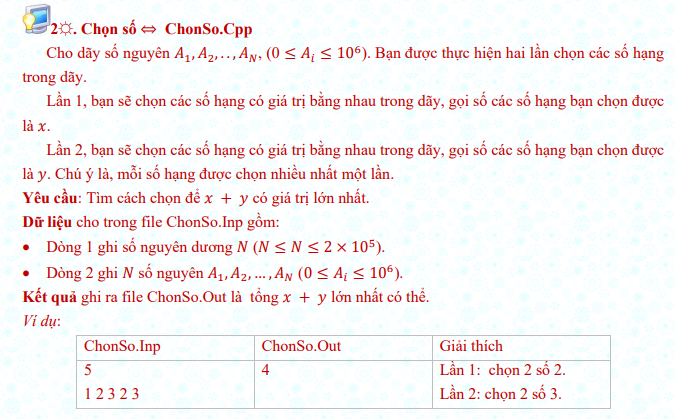 2☼. Chọn số ⇔ ChonSo.Cpp
Cho dãy số nguyên A₁, A₂, . . , A_N, (0 ≤ Aᵢ ≤ 10⁶). Bạn được thực hiện hai lần chọn các số hạng
trong dãy.
Lần 1, bạn sẽ chọn các số hạng có giá trị bằng nhau trong dãy, gọi số các số hạng bạn chọn được
là x.
Lần 2, bạn sẽ chọn các số hạng có giá trị bằng nhau trong dãy, gọi số các số hạng bạn chọn được
là y. Chú ý là, mỗi số hạng được chọn nhiều nhất một lần.
Yêu cầu: Tìm cách chọn để x + y có giá trị lớn nhất.
Dữ liệu cho trong file ChonSo.Inp gồm:
• Dòng 1 ghi số nguyên dương N (N ≤ N ≤ 2 × 10⁵).
• Dòng 2 ghi N số nguyên A₁, A₂, ... , A_N (0 ≤ Aᵢ ≤ 10⁶).
Kết quả ghi ra file ChonSo.Out là tổng x + y lớn nhất có thể.
Ví dụ:
ChonSo.Inp ChonSo.Out Giải thích
5 4 Lần 1: chọn 2 số 2.
1 2 3 2 3 Lần 2: chọn 2 số 3.